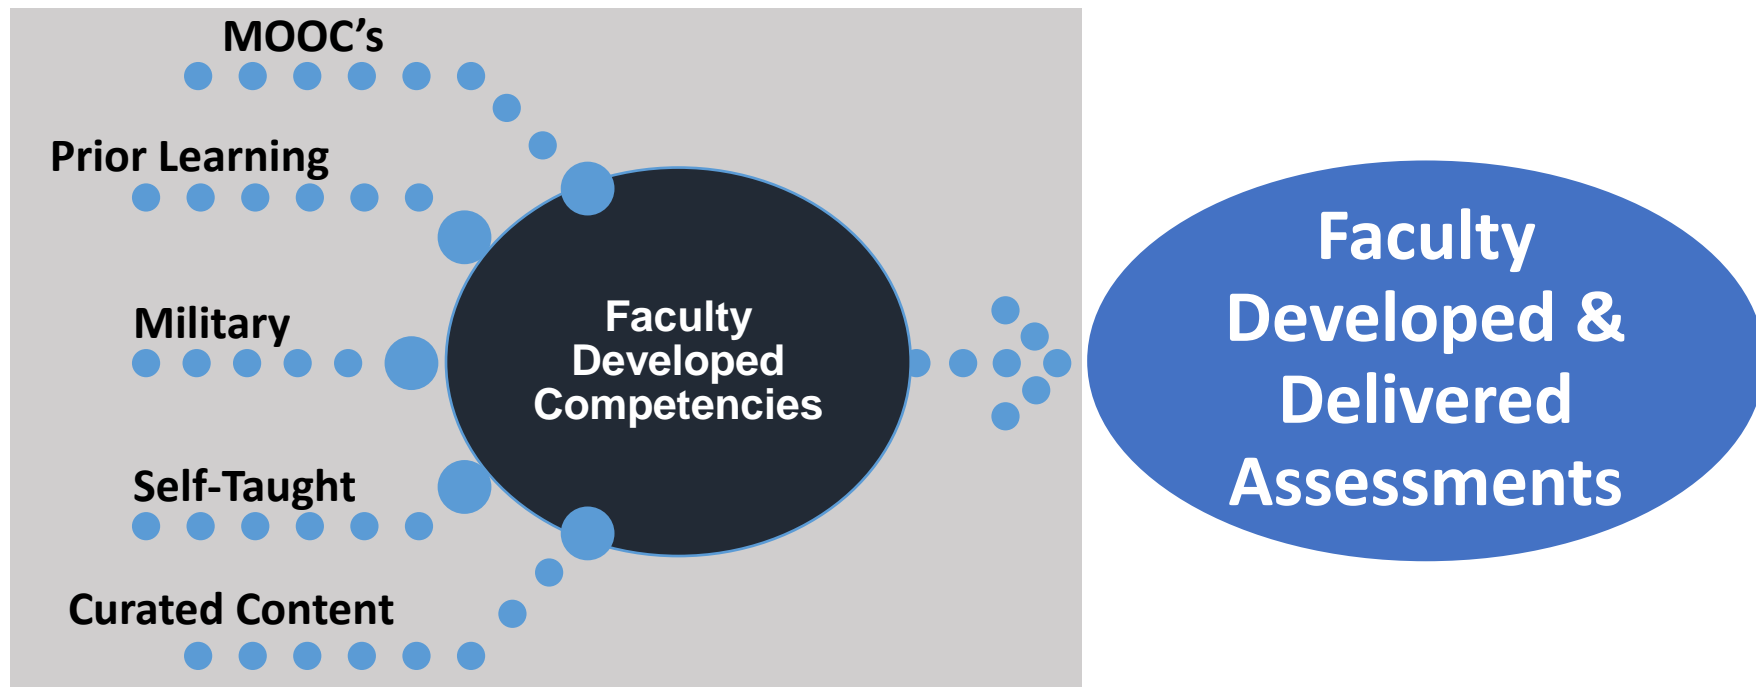 MOOC’s
Prior Learning
Military
Self-Taught
Curated Content
Faculty
Developed
Competencies
Faculty
Developed &
Delivered
Assessments